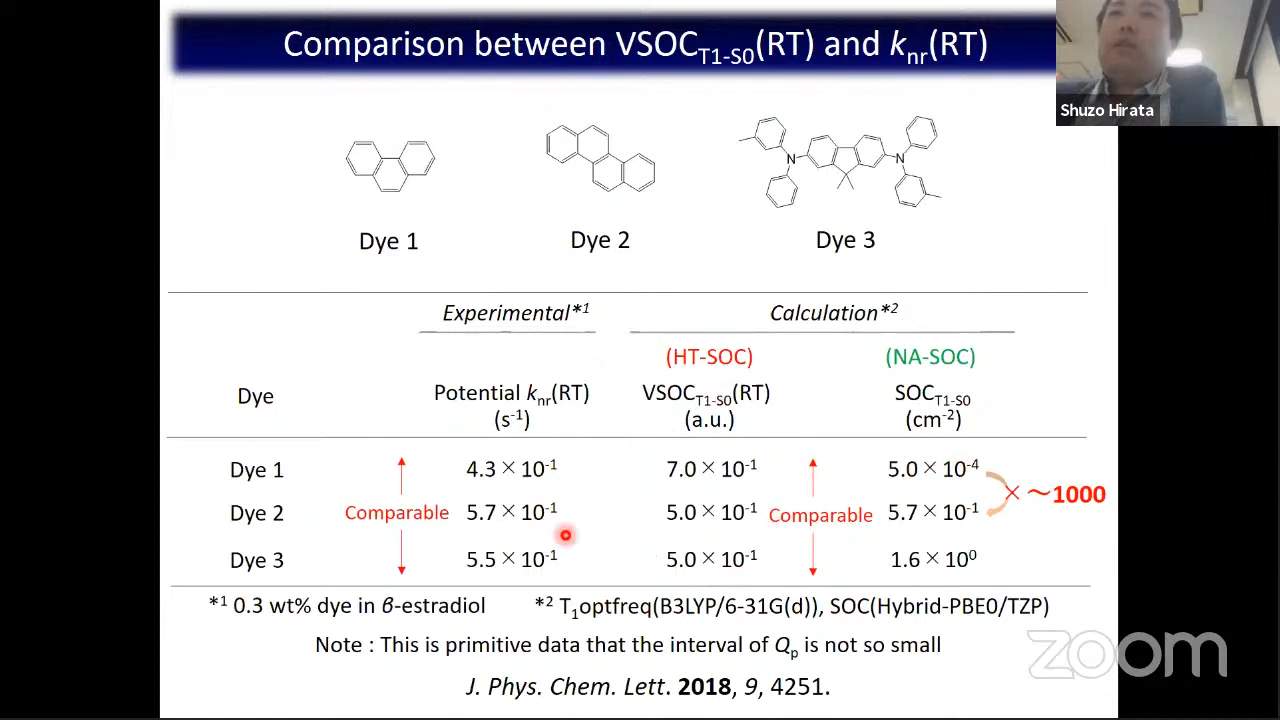 Comparison between VSOC_T1-S0(RT) and k_nr(RT)
Shuzo Hirata
N
N
Dye 1
Dye 2
Dye 3
Experimental*1
Calculation*2
(HT-SOC)
(NA-SOC)
Dye
Potential k_nr(RT)
(s^-1)
VSOC_T1-S0(RT)
(a.u.)
SOC_T1-S0
(cm^-2)
Dye 1 4.3 × 10^-1 7.0 × 10^-1 5.0 × 10^-4
× ~1000
Dye 2 Comparable 5.7 × 10^-1 5.0 × 10^-1 Comparable 5.7 × 10^-1
Dye 3 5.5 × 10^-1 5.0 × 10^-1 1.6 × 10^0
*1 0.3 wt% dye in β-estradiol
*2 T_1optfreq(B3LYP/6-31G(d)), SOC(Hybrid-PBE0/TZP)
Note : This is primitive data that the interval of Q_p is not so small
J. Phys. Chem. Lett. 2018, 9, 4251.
zoom